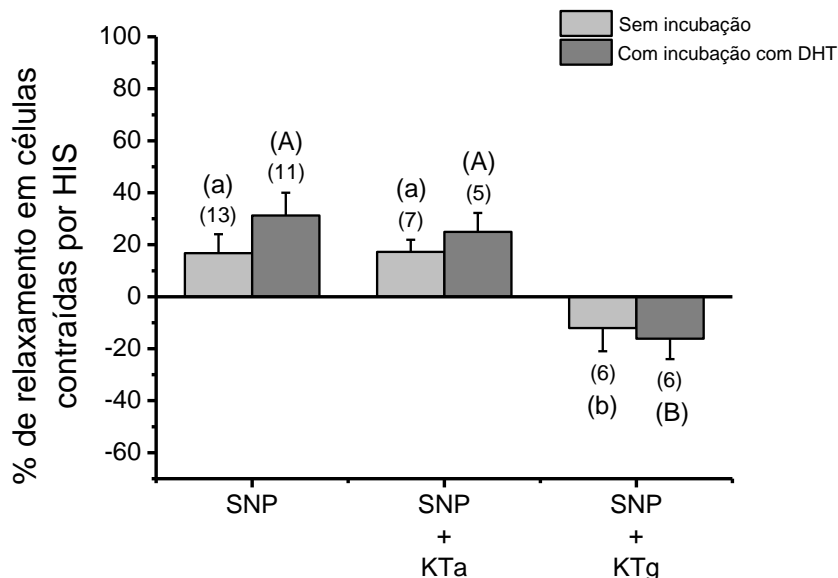 Sem incubação
Com incubação com DHT
% de relaxamento em células
contraídas por HIS
100
80
60
40
20
0
-20
-40
-60
(a)
(13)
(A)
(11)
(a)
(7)
(A)
(5)
(6)
(b)
(6)
(B)
SNP
SNP
+
KTa
SNP
+
KTg